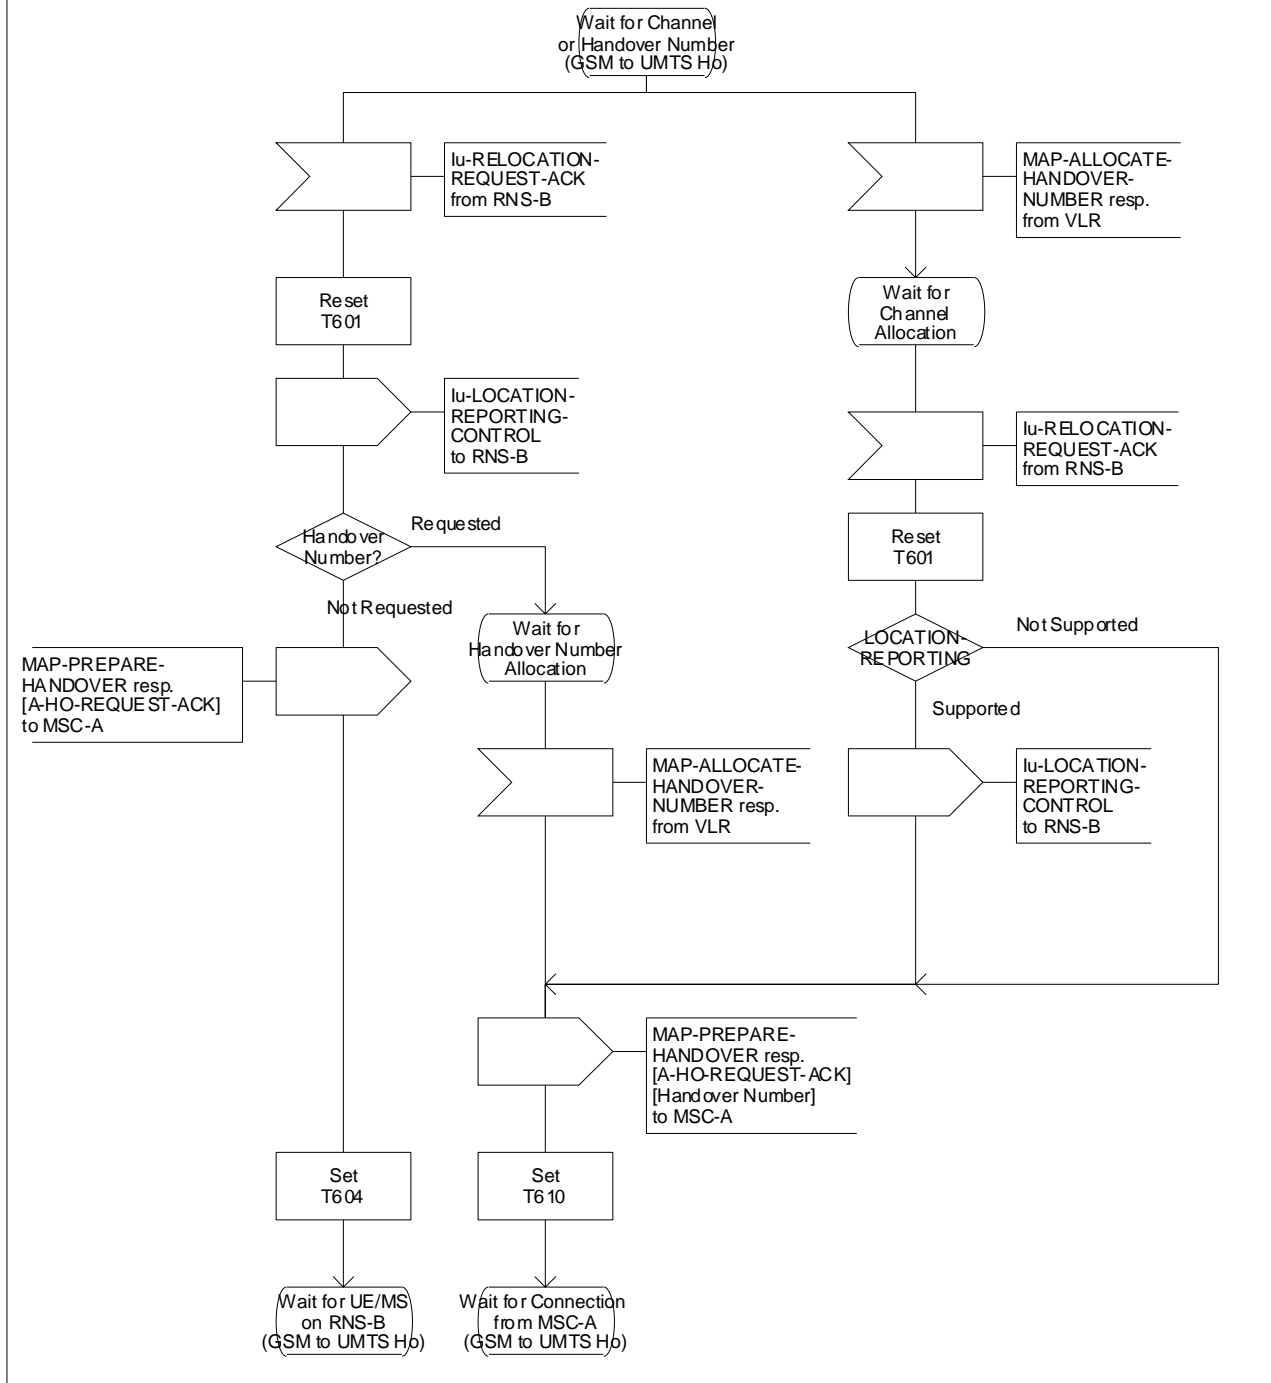 Wait for Channel
or Handover Number
(GSM to UMTS Ho)
Iu-RELOCATION-
REQUEST-ACK
from RNS-B
MAP-ALLOCATE-
HANDOVER-
NUMBER resp.
from VLR
Reset
T601
Wait for
Channel
Allocation
Iu-LOCATION-
REPORTING-
CONTROL
to RNS-B
Iu-RELOCATION-
REQUEST-ACK
from RNS-B
Handover
Number?
Requested
Not Requested
Reset
T601
Wait for
Handover Number
Allocation
LOCATION-
REPORTING
Not Supported
Supported
MAP-PREPARE-
HANDOVER resp.
[A-HO-REQUEST-ACK]
to MSC-A
MAP-ALLOCATE-
HANDOVER-
NUMBER resp.
from VLR
Iu-LOCATION-
REPORTING-
CONTROL
to RNS-B
MAP-PREPARE-
HANDOVER resp.
[A-HO-REQUEST-ACK]
[Handover Number]
to MSC-A
Set
T604
Set
T610
Wait for UE/MS
on RNS-B
(GSM to UMTS Ho)
Wait for Connection
from MSC-A
(GSM to UMTS Ho)